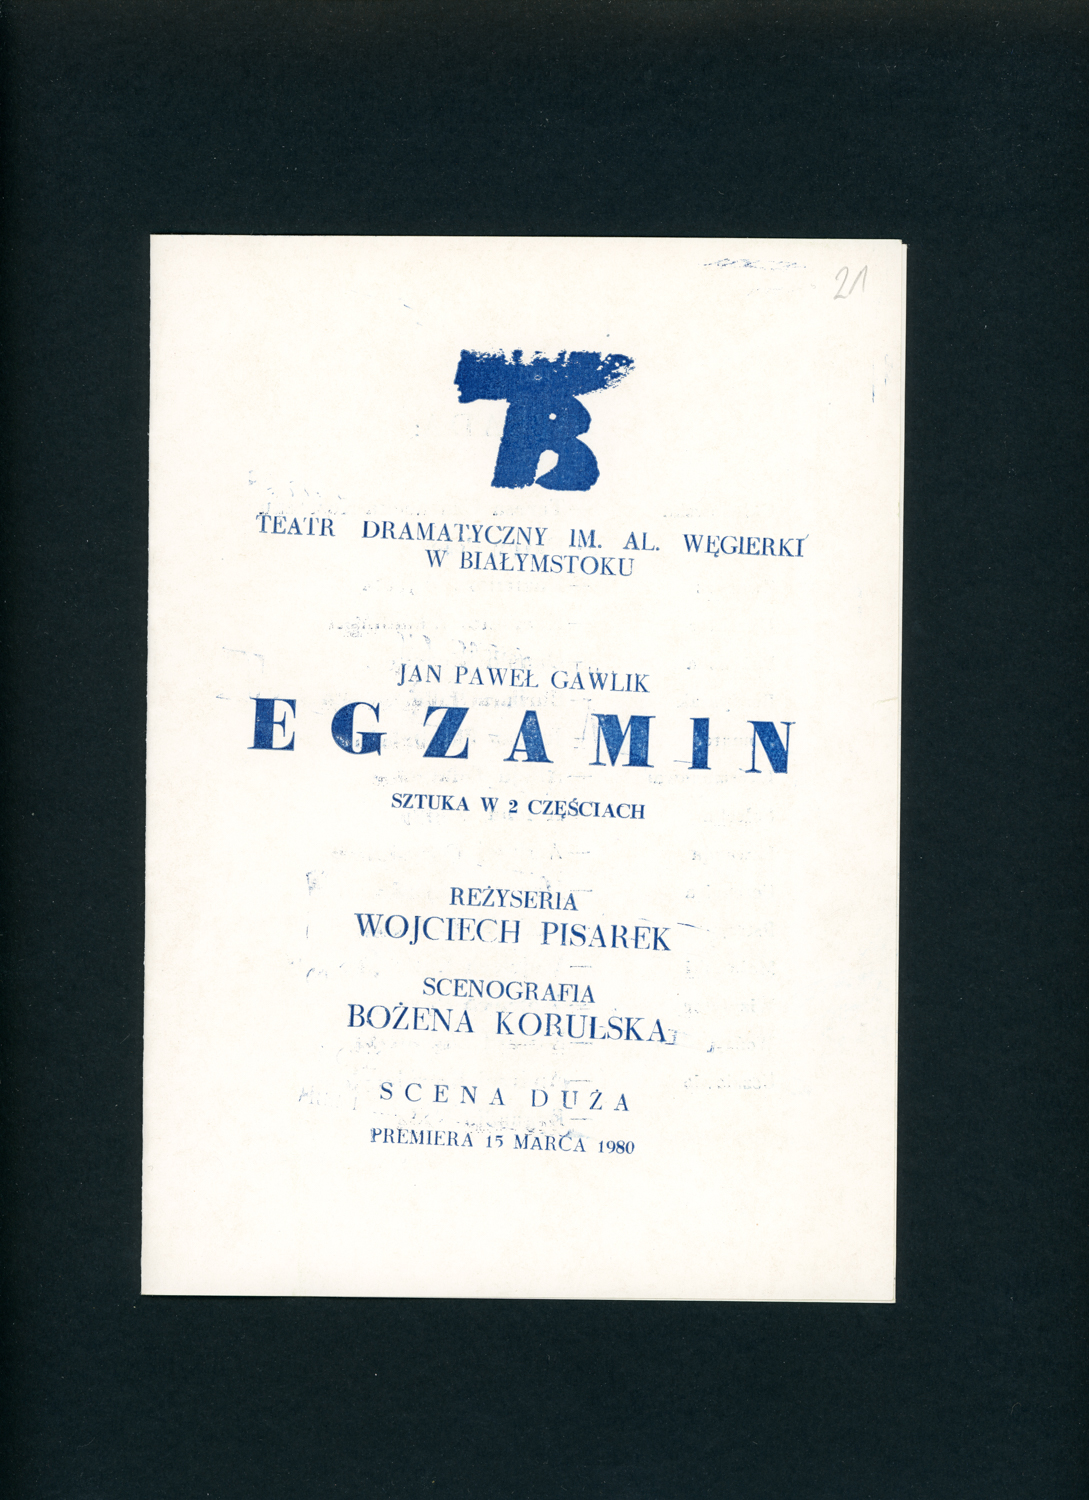 21
TB
TEATR DRAMATYCZNY IM. AL. WĘGIERKI
W BIAŁYMSTOKU
JAN PAWEŁ GAWLIK
EGZAMIN
SZTUKA W 2 CZĘŚCIACH
REŻYSERIA
WOJCIECH PISAREK
SCENOGRAFIA
BOŻENA KORULSKA
SCENA DUŻA
PREMIERA 15 MARCA 1980